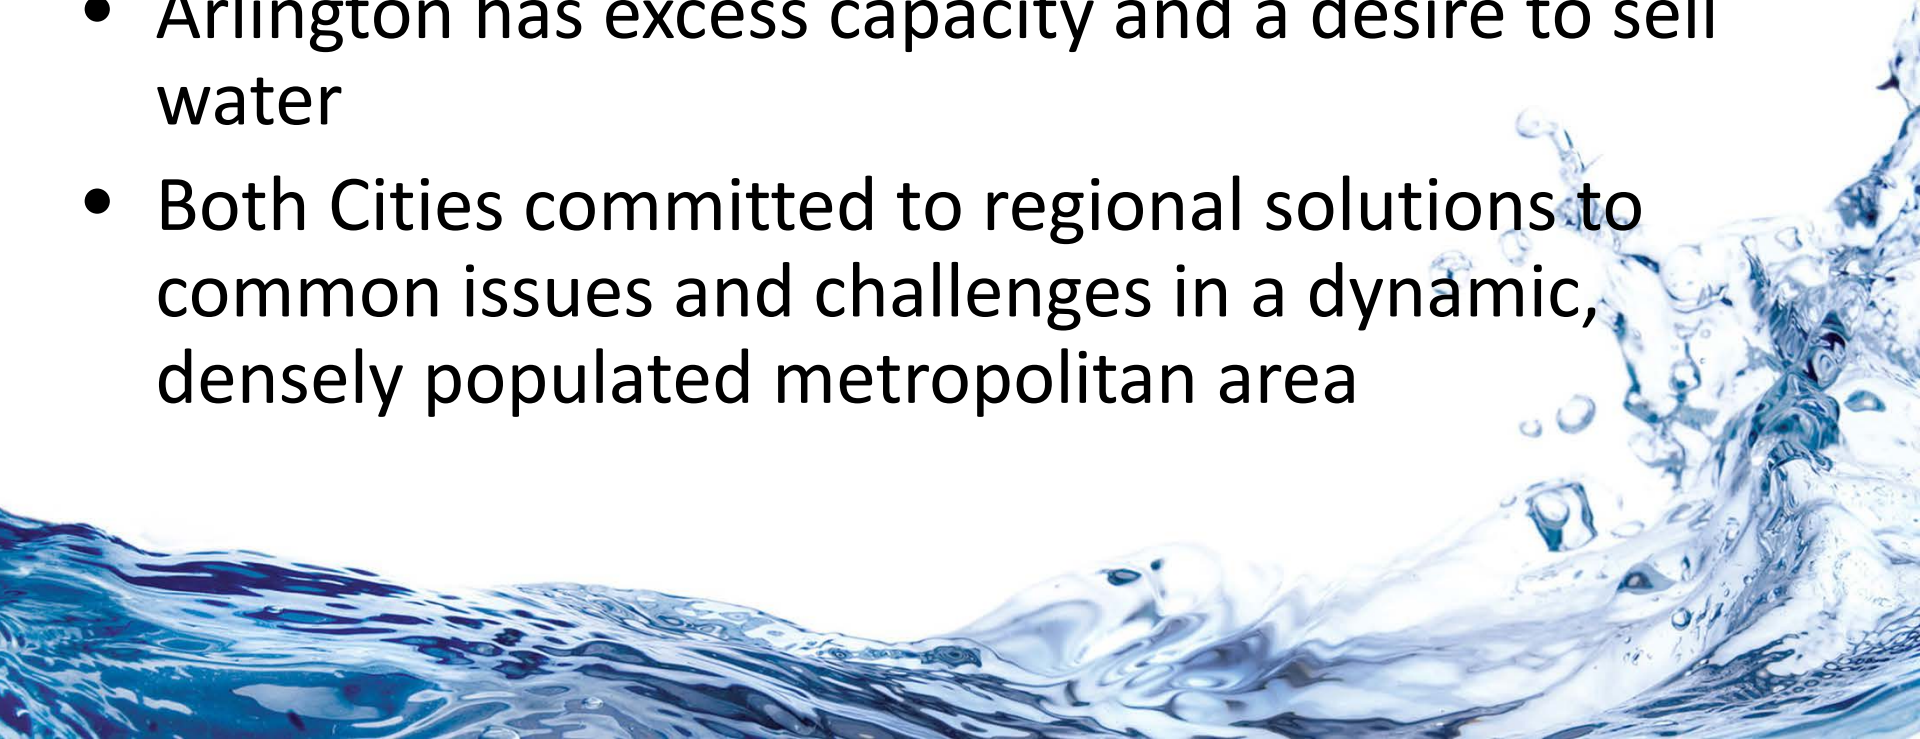 • Arlington has excess capacity and a desire to sell
water
• Both Cities committed to regional solutions to
common issues and challenges in a dynamic,
densely populated metropolitan area